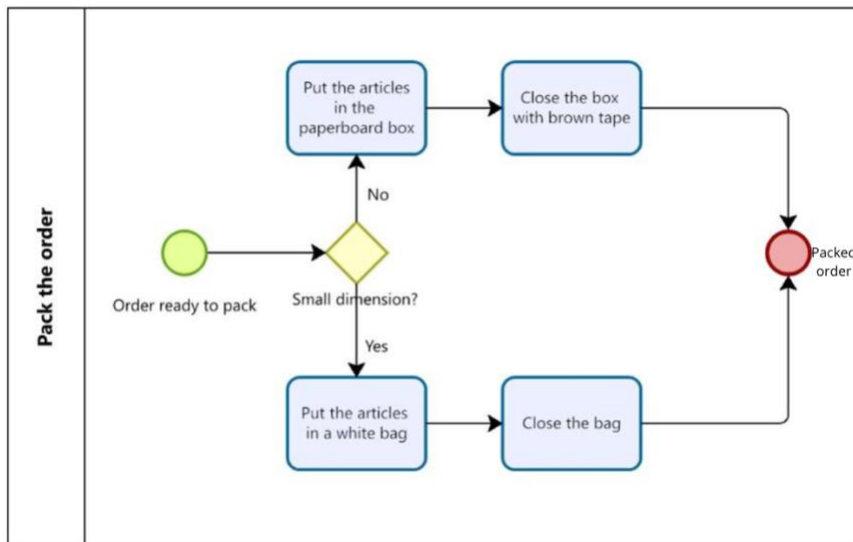 Pack the order
Put the articles
in the
paperboard box
Close the box
with brown tape
No
Order ready to pack
Small dimension?
Packed
order
Yes
Put the articles
in a white bag
Close the bag